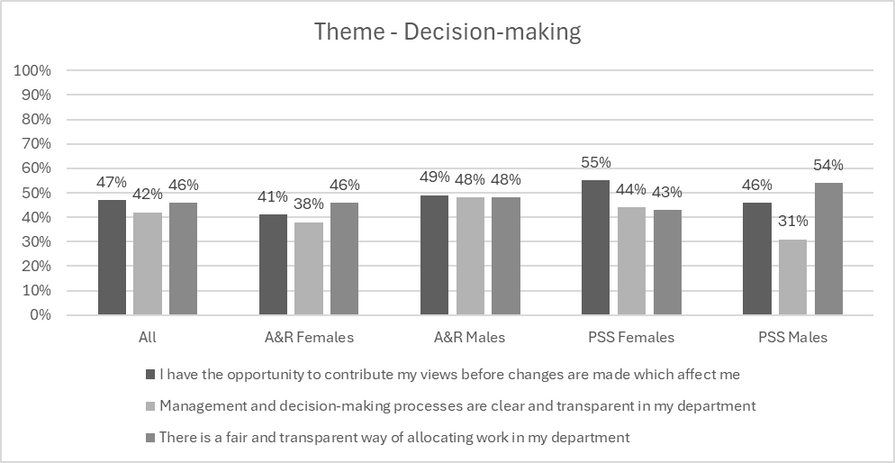 Theme - Decision-making
100%
90%
80%
70%
60%
50%
40%
30%
20%
10%
0%
47% 42% 46%
41% 38% 46%
49% 48% 48%
55% 44% 43%
46% 31% 54%
All A&R Females A&R Males PSS Females PSS Males
I have the opportunity to contribute my views before changes are made which affect me
Management and decision-making processes are clear and transparent in my department
There is a fair and transparent way of allocating work in my department